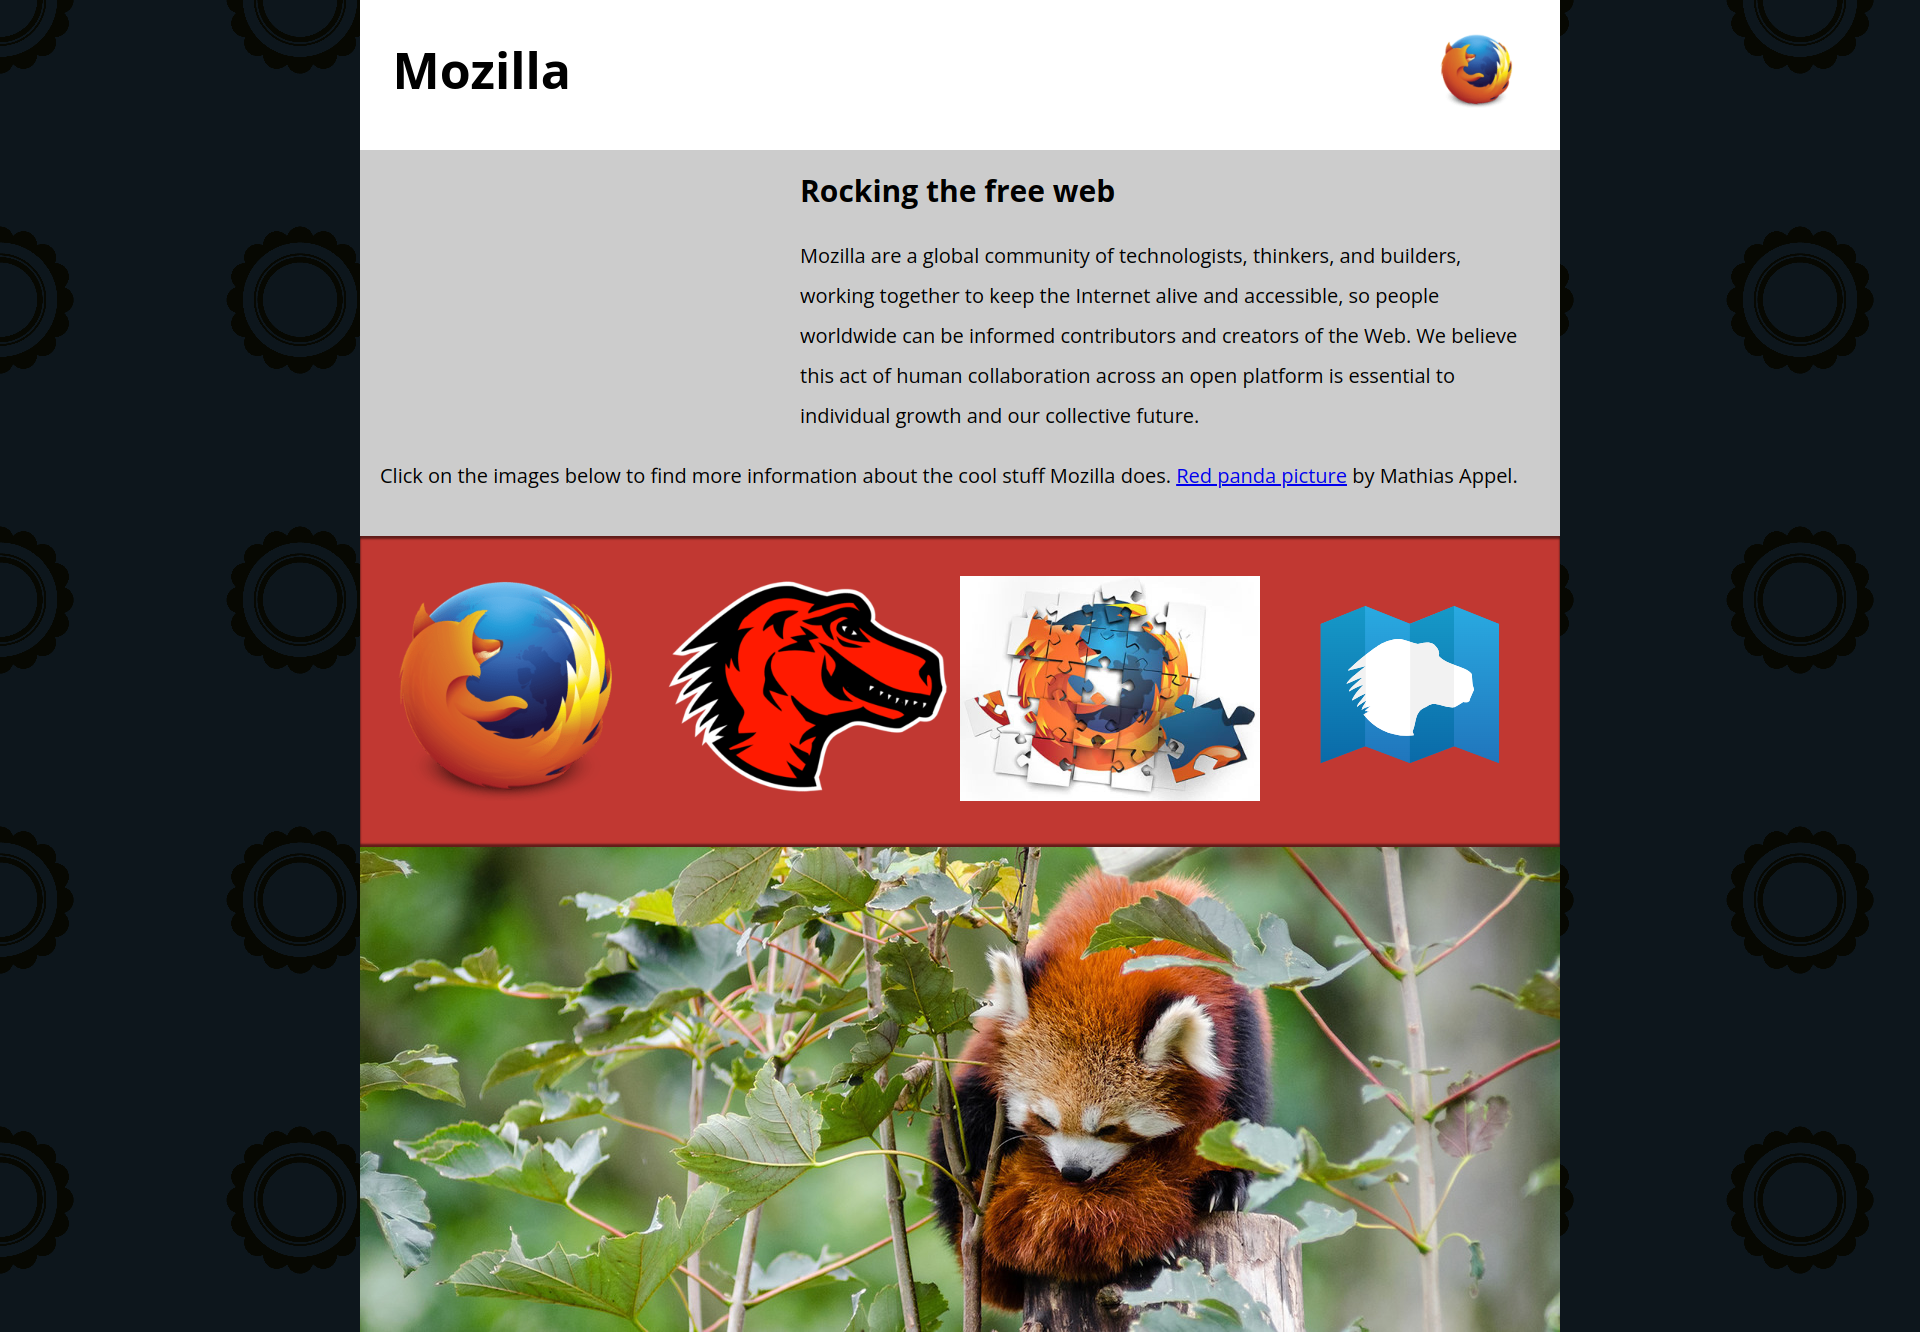 Mozilla
Rocking the free web
Mozilla are a global community of technologists, thinkers, and builders,
working together to keep the Internet alive and accessible, so people
worldwide can be informed contributors and creators of the Web. We believe
this act of human collaboration across an open platform is essential to
individual growth and our collective future.
Click on the images below to find more information about the cool stuff Mozilla does. Red panda picture by Mathias Appel.